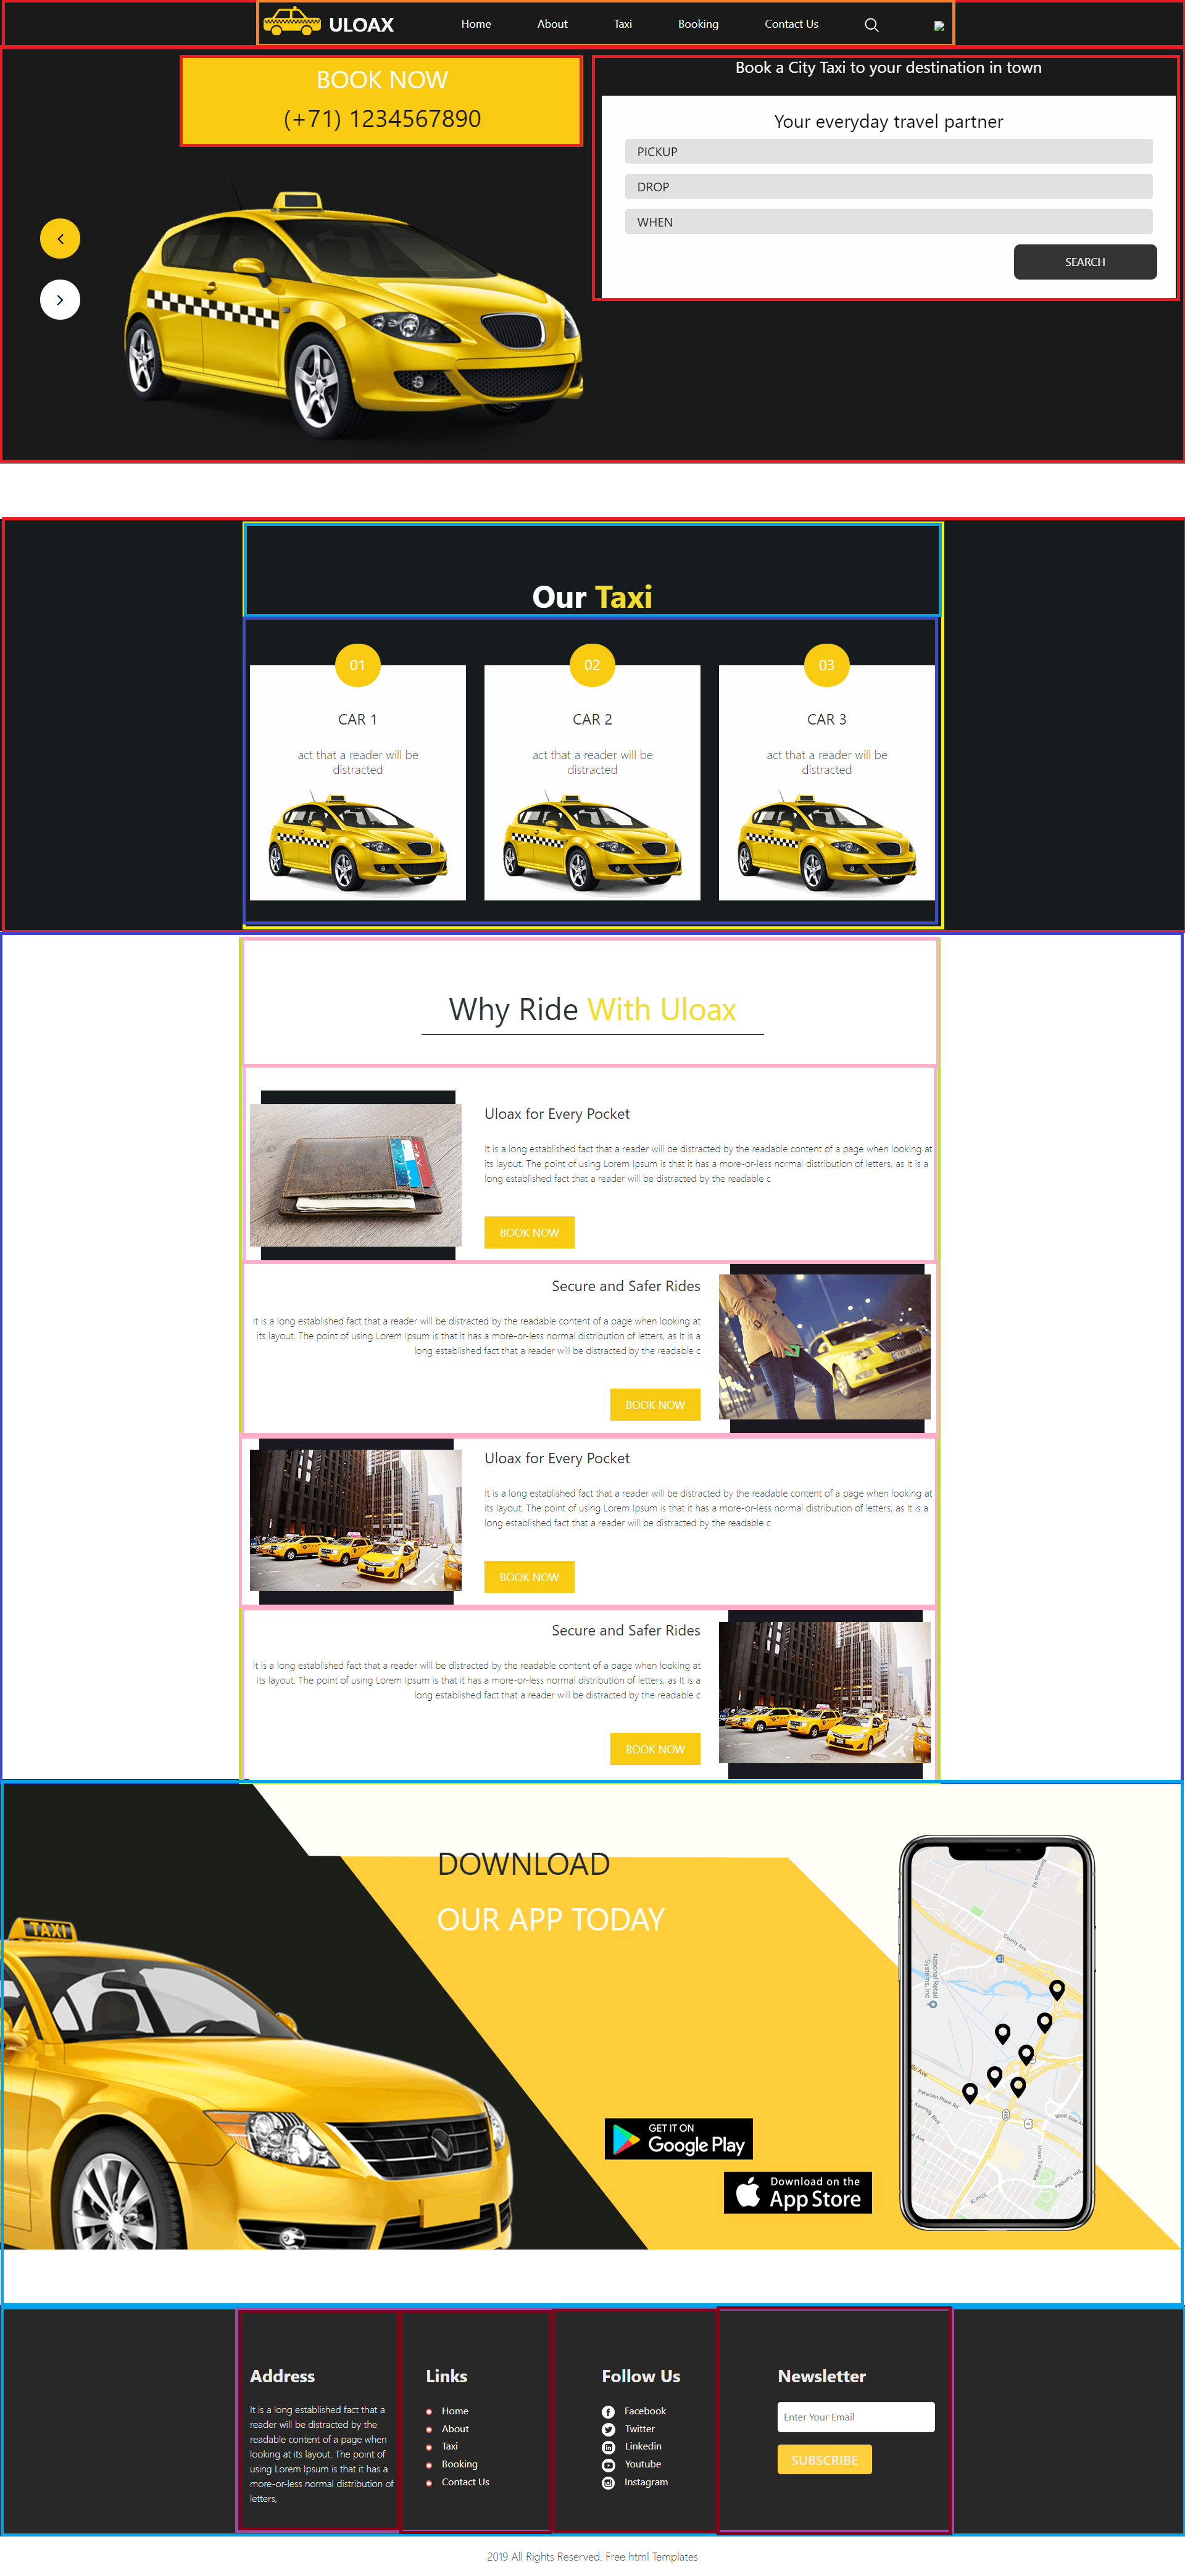 ULOAX
Home
About
Taxi
Booking
Contact Us
BOOK NOW
(+71) 1234567890
Book a City Taxi to your destination in town
Your everyday travel partner
PICKUP
DROP
WHEN
SEARCH
Our Taxi
01
CAR 1
act that a reader will be
distracted
02
CAR 2
act that a reader will be
distracted
03
CAR 3
act that a reader will be
distracted
Why Ride With Uloax
Uloax for Every Pocket
It is a long established fact that a reader will be distracted by the readable content of a page when looking at
its layout. The point of using Lorem Ipsum is that it has a more-or-less normal distribution of letters, as It is a
long established fact that a reader will be distracted by the readable c
BOOK NOW
Secure and Safer Rides
It is a long established fact that a reader will be distracted by the readable content of a page when looking at
its layout. The point of using Lorem Ipsum is that it has a more-or-less normal distribution of letters, as It is a
long established fact that a reader will be distracted by the readable c
BOOK NOW
Uloax for Every Pocket
It is a long established fact that a reader will be distracted by the readable content of a page when looking at
its layout. The point of using Lorem Ipsum is that it has a more-or-less normal distribution of letters, as It is a
long established fact that a reader will be distracted by the readable c
BOOK NOW
Secure and Safer Rides
It is a long established fact that a reader will be distracted by the readable content of a page when looking at
its layout. The point of using Lorem Ipsum is that it has a more-or-less normal distribution of letters, as It is a
long established fact that a reader will be distracted by the readable c
BOOK NOW
DOWNLOAD
OUR APP TODAY
TAXI
County Ave
National Retail
Systems, Inc
Paterson Plank Rd
GET IT ON
Google Play
Download on the
App Store
Address
It is a long established fact that a
reader will be distracted by the
readable content of a page when
looking at its layout. The point of
using Lorem Ipsum is that it has a
more-or-less normal distribution of
letters,
Links
Home
About
Taxi
Booking
Contact Us
Follow Us
Facebook
Twitter
Linkedin
Youtube
Instagram
Newsletter
Enter Your Email
SUBSCRIBE
2019 All Rights Reserved. Free html Templates